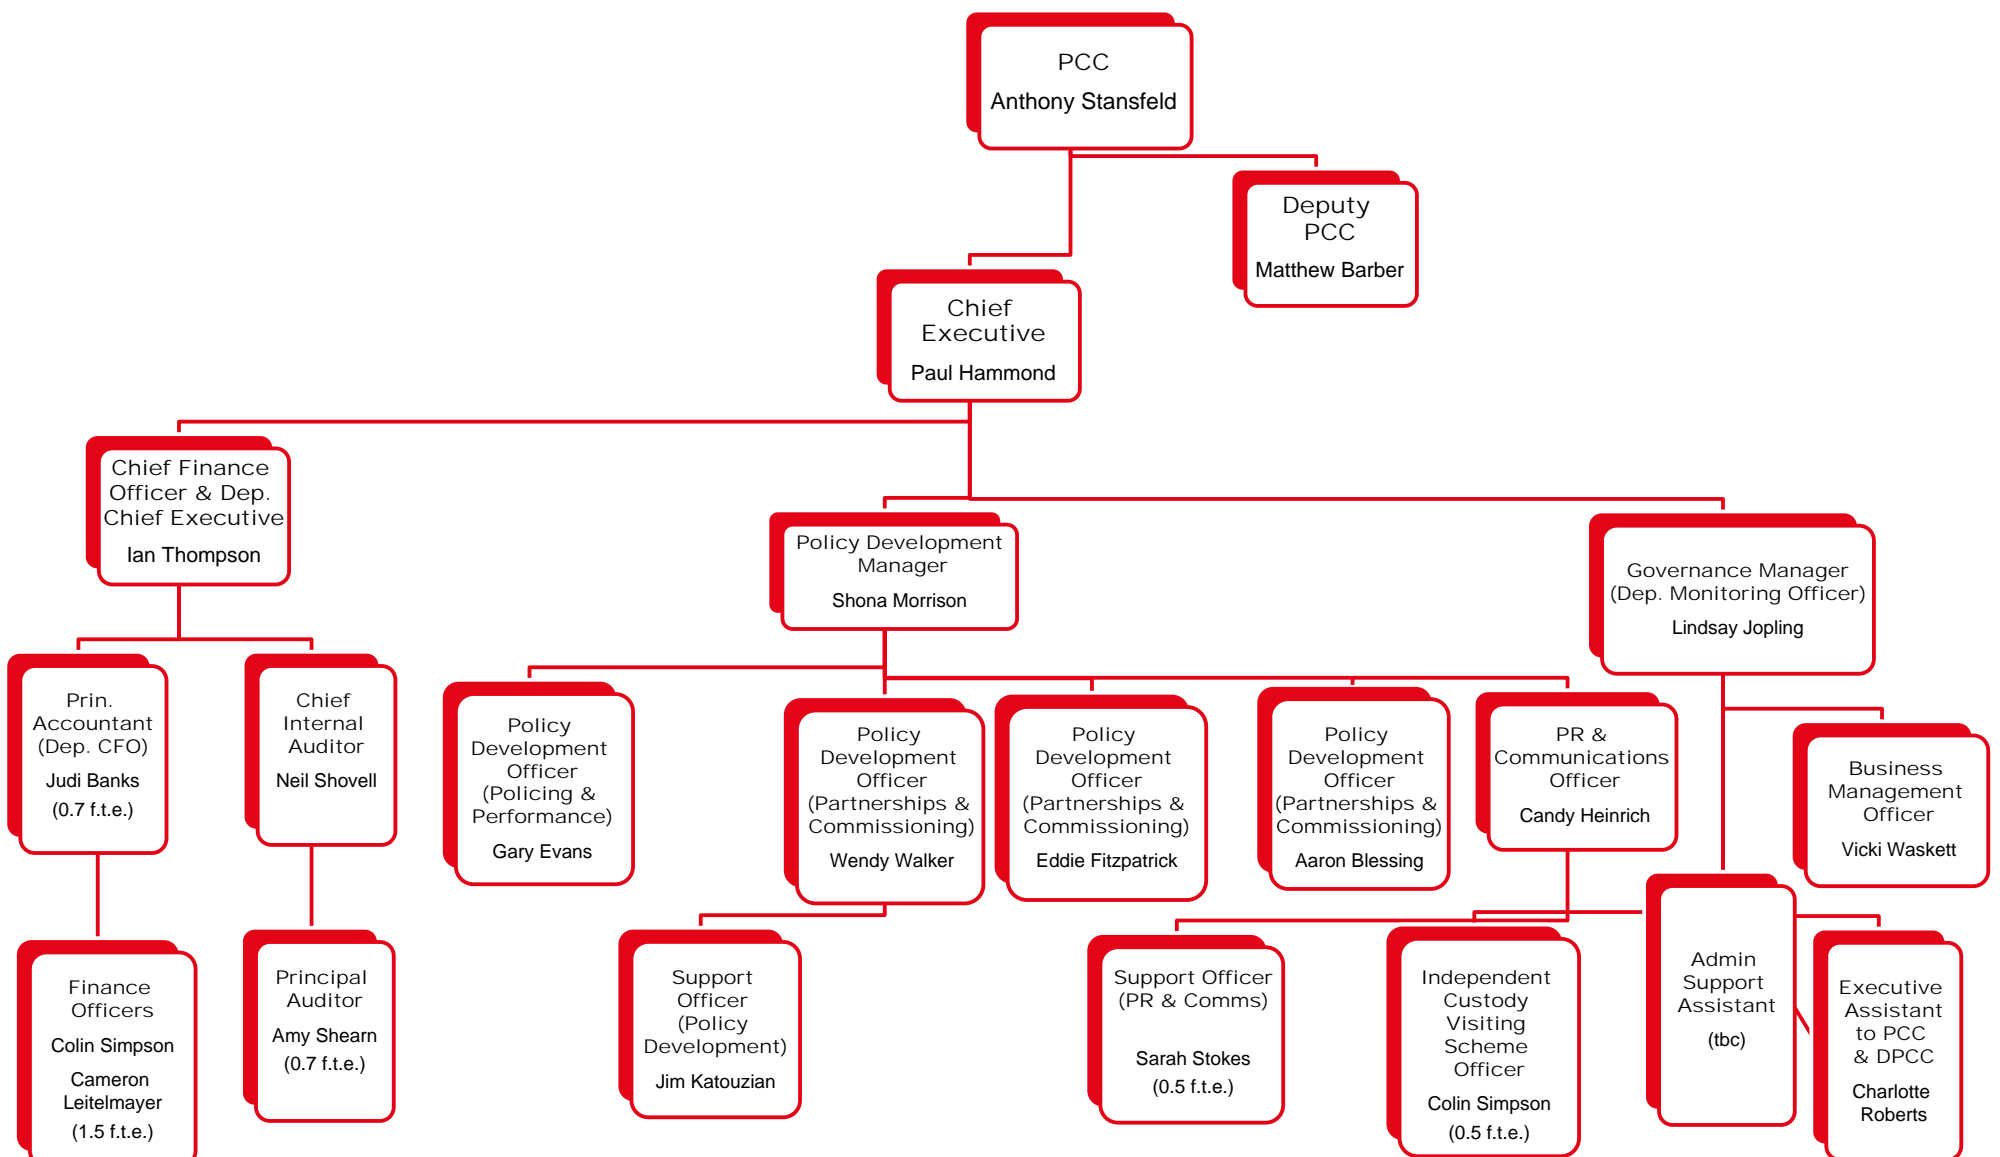 PCC
Anthony Stansfeld
Deputy
PCC
Matthew Barber
Chief
Executive
Paul Hammond
Chief Finance
Officer & Dep.
Chief Executive
Ian Thompson
Policy Development
Manager
Shona Morrison
Governance Manager
(Dep. Monitoring Officer)
Lindsay Jopling
Prin.
Accountant
(Dep. CFO)
Judi Banks
(0.7 f.t.e.)
Chief
Internal
Auditor
Neil Shovell
Policy
Development
Officer
(Policing &
Performance)
Gary Evans
Policy
Development
Officer
(Partnerships &
Commissioning)
Wendy Walker
Policy
Development
Officer
(Partnerships &
Commissioning)
Eddie Fitzpatrick
Policy
Development
Officer
(Partnerships &
Commissioning)
Aaron Blessing
PR &
Communications
Officer
Candy Heinrich
Business
Management
Officer
Vicki Waskett
Finance
Officers
Colin Simpson
Cameron
Leitelmayer
(1.5 f.t.e.)
Principal
Auditor
Amy Shearn
(0.7 f.t.e.)
Support
Officer
(Policy
Development)
Jim Katouzian
Support Officer
(PR & Comms)
Sarah Stokes
(0.5 f.t.e.)
Independent
Custody
Visiting
Scheme
Officer
Colin Simpson
(0.5 f.t.e.)
Admin
Support
Assistant
(tbc)
Executive
Assistant
to PCC
& DPCC
Charlotte
Roberts